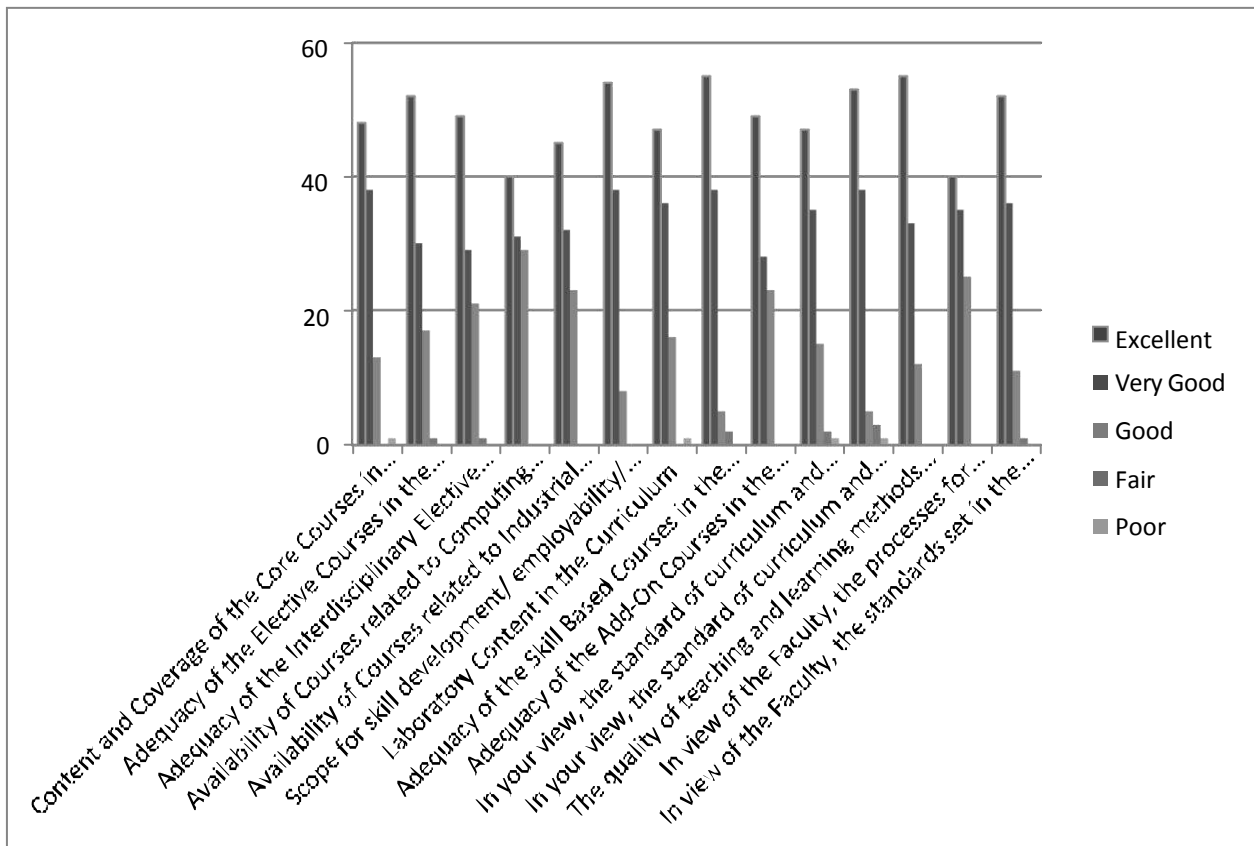 60
40
20
0
Excellent
Very Good
Good
Fair
Poor
Content and Coverage of the Core Courses in...
Adequacy of the Elective Courses in the...
Adequacy of the Interdisciplinary Elective...
Availability of Courses related to Computing...
Availability of Courses related to Industrial...
Scope for skill development/ employability/...
Laboratory Content in the Curriculum
Adequacy of the Skill Based Courses in the...
Adequacy of the Add-On Courses in the...
In your view, the standard of curriculum and...
In your view, the standard of curriculum and...
The quality of teaching and learning methods...
In view of the Faculty, the processes for...
In view of the Faculty, the standards set in the...